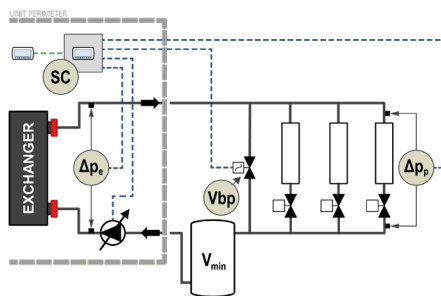 UNIT PERIMETER
SC
EXCHANGER
Δpe
Vbp
Δpp
Vmin